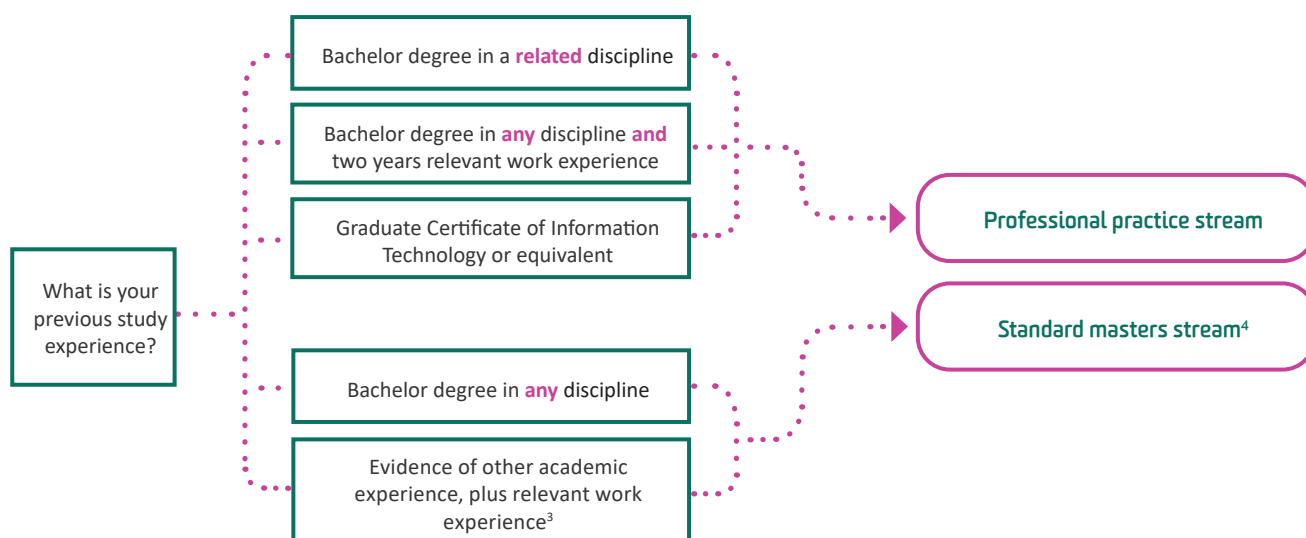 Bachelor degree in a related discipline
Bachelor degree in any discipline and
two years relevant work experience
Graduate Certificate of Information
Technology or equivalent
What is your
previous study
experience?
Bachelor degree in any discipline
Evidence of other academic
experience, plus relevant work
experience³
Professional practice stream
Standard masters stream⁴